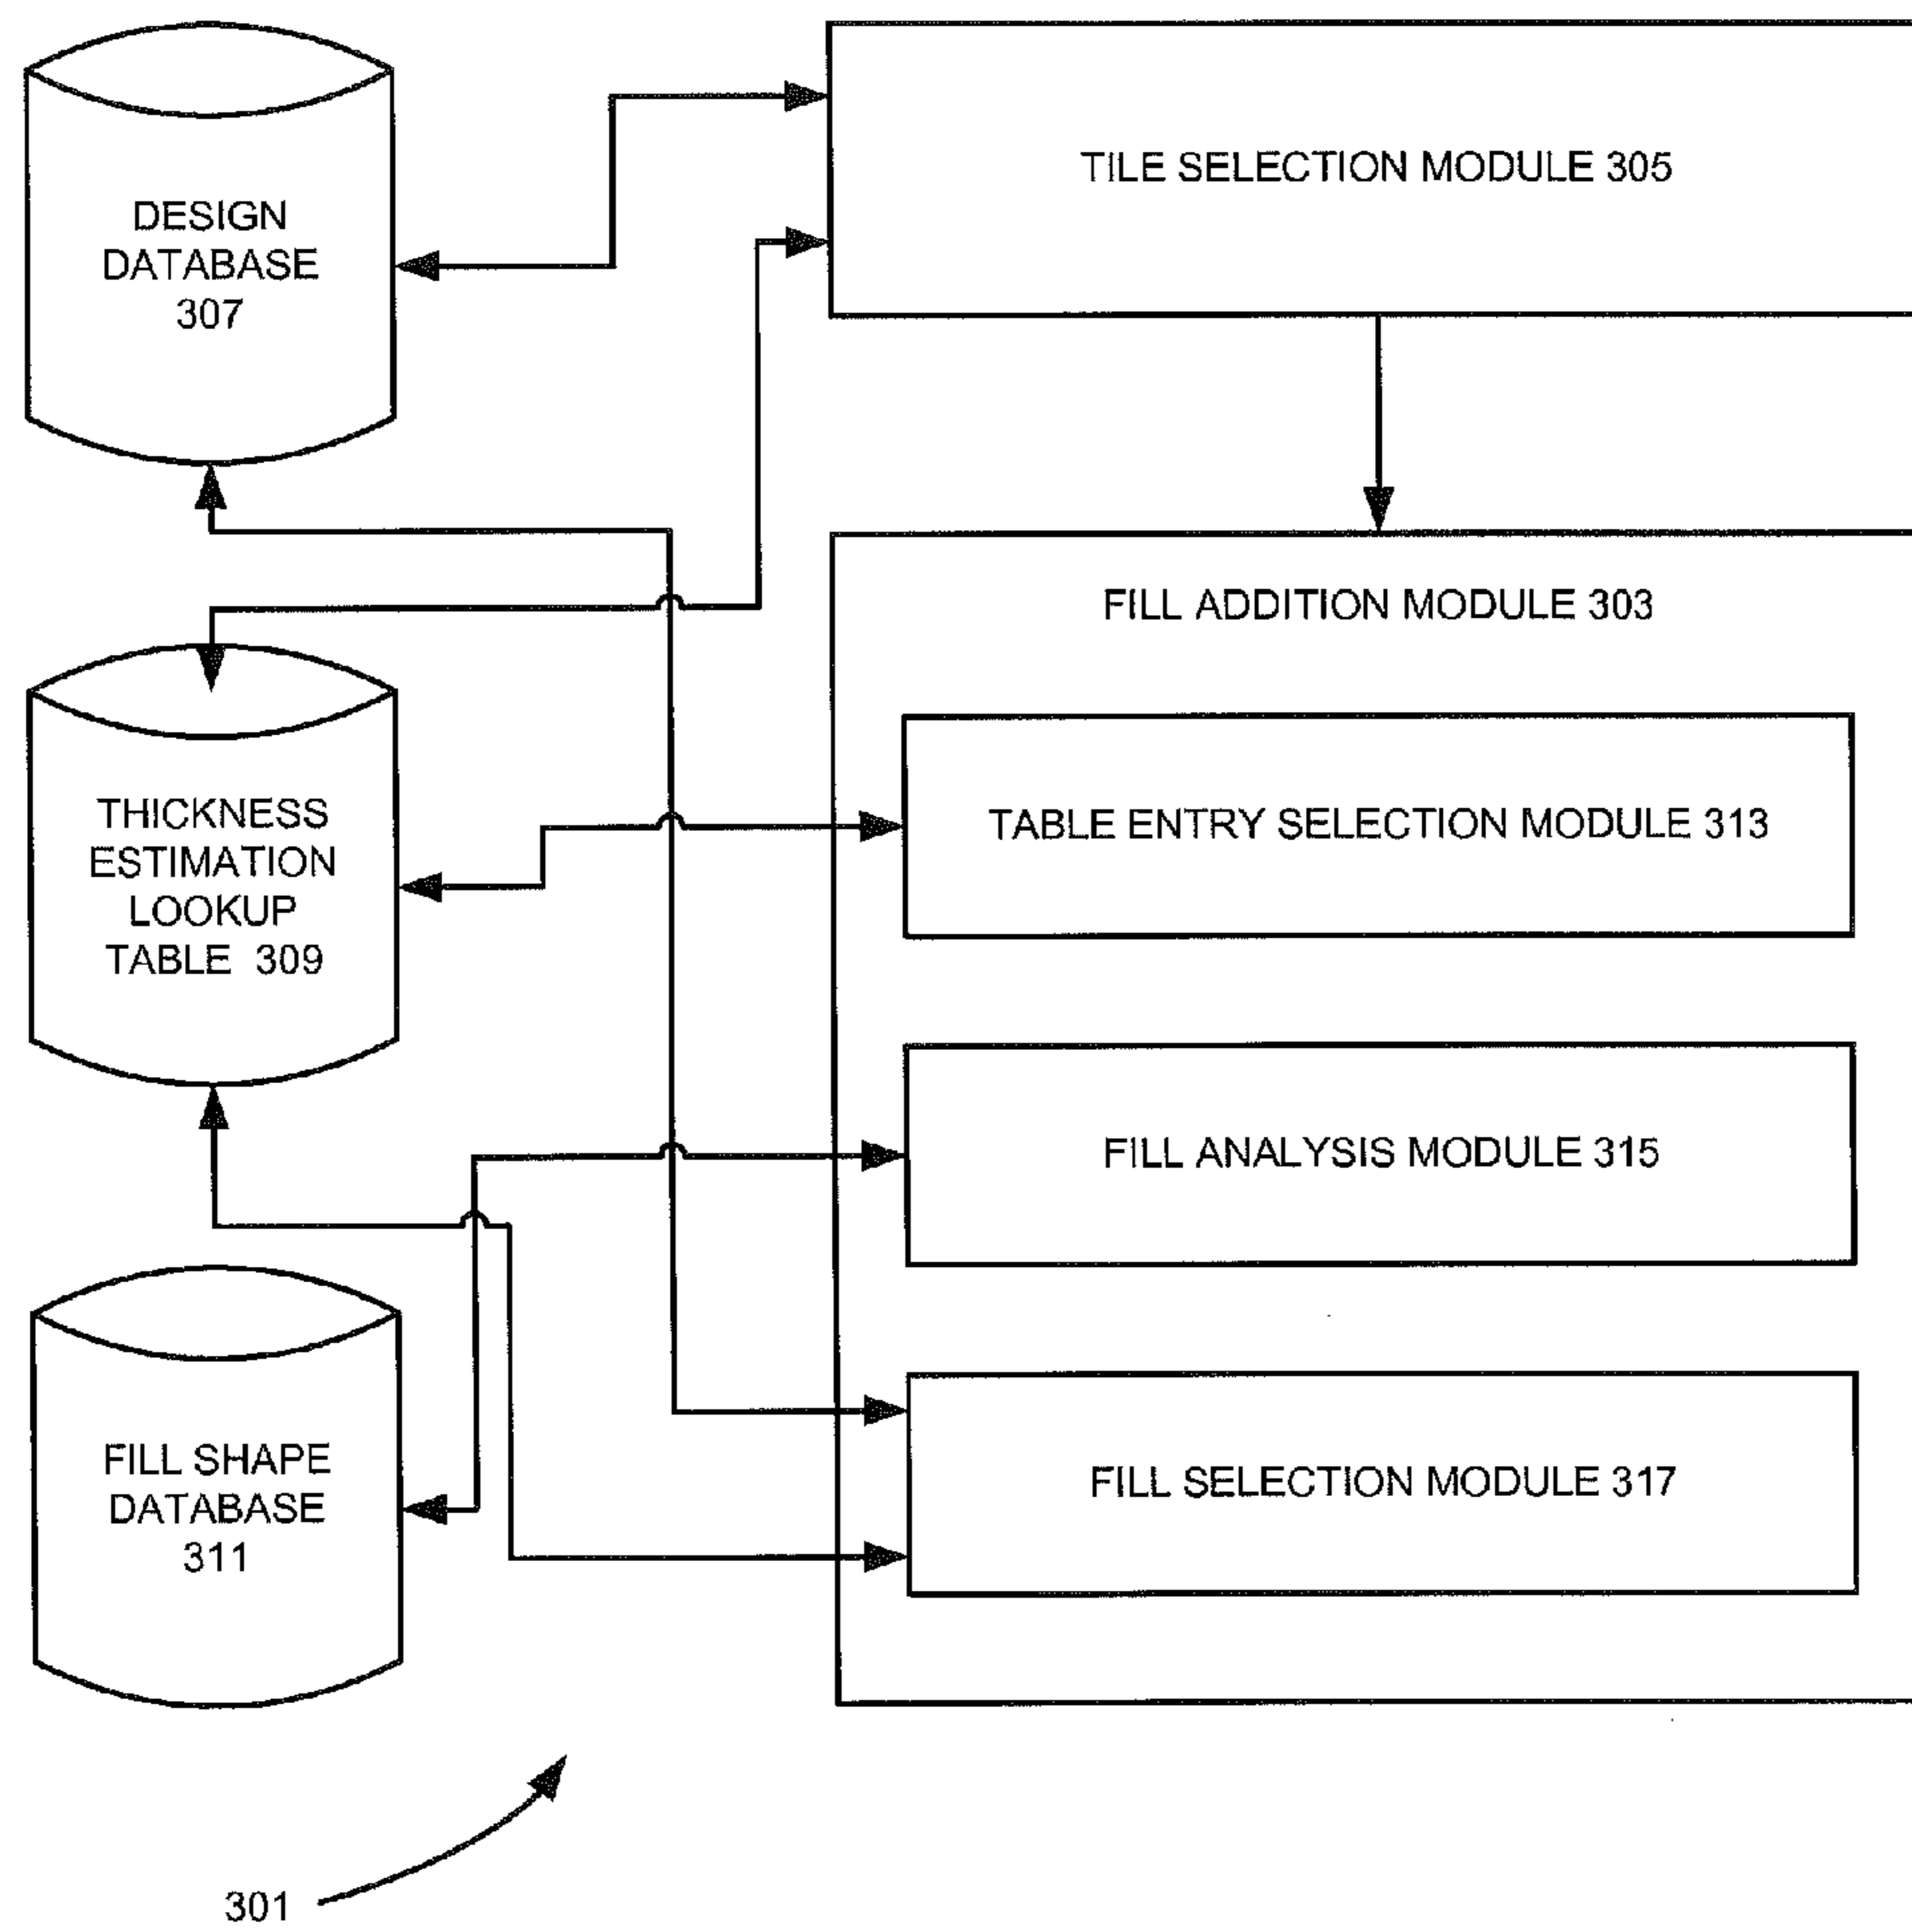 TILE SELECTION MODULE 305
DESIGN
DATABASE
307
FILL ADDITION MODULE 303
THICKNESS
ESTIMATION
LOOKUP
TABLE 309
TABLE ENTRY SELECTION MODULE 313
FILL ANALYSIS MODULE 315
FILL SHAPE
DATABASE
311
FILL SELECTION MODULE 317
301